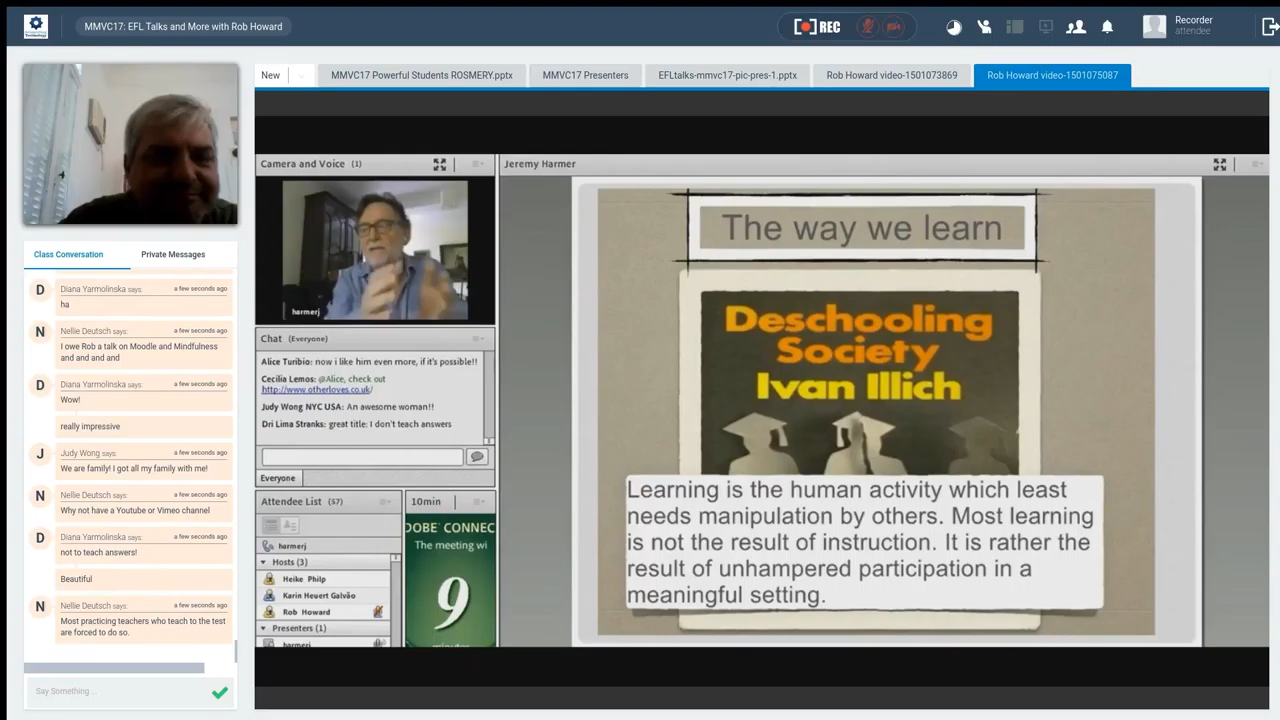 MMVC17: EFL Talks and More with Rob Howard
REC
Recorder
attendee
New
MMVC17 Powerful Students ROSMERY.pptx
MMVC17 Presenters
EFLtalks-mmvc17-pic-pres-1.pptx
Rob Howard video-1501073869
Rob Howard video-1501075087
Class Conversation
Private Messages
D
Diana Yarmolinska says:
a few seconds ago
ha
N
Nellie Deutsch says:
a few seconds ago
I owe Rob a talk on Moodle and Mindfulness
and and and and
D
Diana Yarmolinska says:
a few seconds ago
Wow!
really impressive
J
Judy Wong says:
a few seconds ago
We are family! I got all my family with me!
N
Nellie Deutsch says:
a few seconds ago
Why not have a Youtube or Vimeo channel
D
Diana Yarmolinska says:
a few seconds ago
not to teach answers!
Beautiful
N
Nellie Deutsch says:
a few seconds ago
Most practicing teachers who teach to the test
are forced to do so.
Say Something ...
Camera and Voice (1)
harmerj
Chat (Everyone)
Alice Turibio: now i like him even more, if it's possible!!
Cecilia Lemos: @Alice, check out
http://www.otherloves.co.uk/
Judy Wong NYC USA: An awesome woman!!
Dri Lima Stranks: great title: I don't teach answers
Everyone
Attendee List (57)
harmerj
Hosts (3)
Heike Philp
Karin Heuert Galvão
Rob Howard
Presenters (1)
harmerj
10min
DOBE' CONNEC
The meeting wi
9
minutes
Jeremy Harmer
The way we learn
Deschooling
Society
Ivan Illich
Learning is the human activity which least
needs manipulation by others. Most learning
is not the result of instruction. It is rather the
result of unhampered participation in a
meaningful setting.